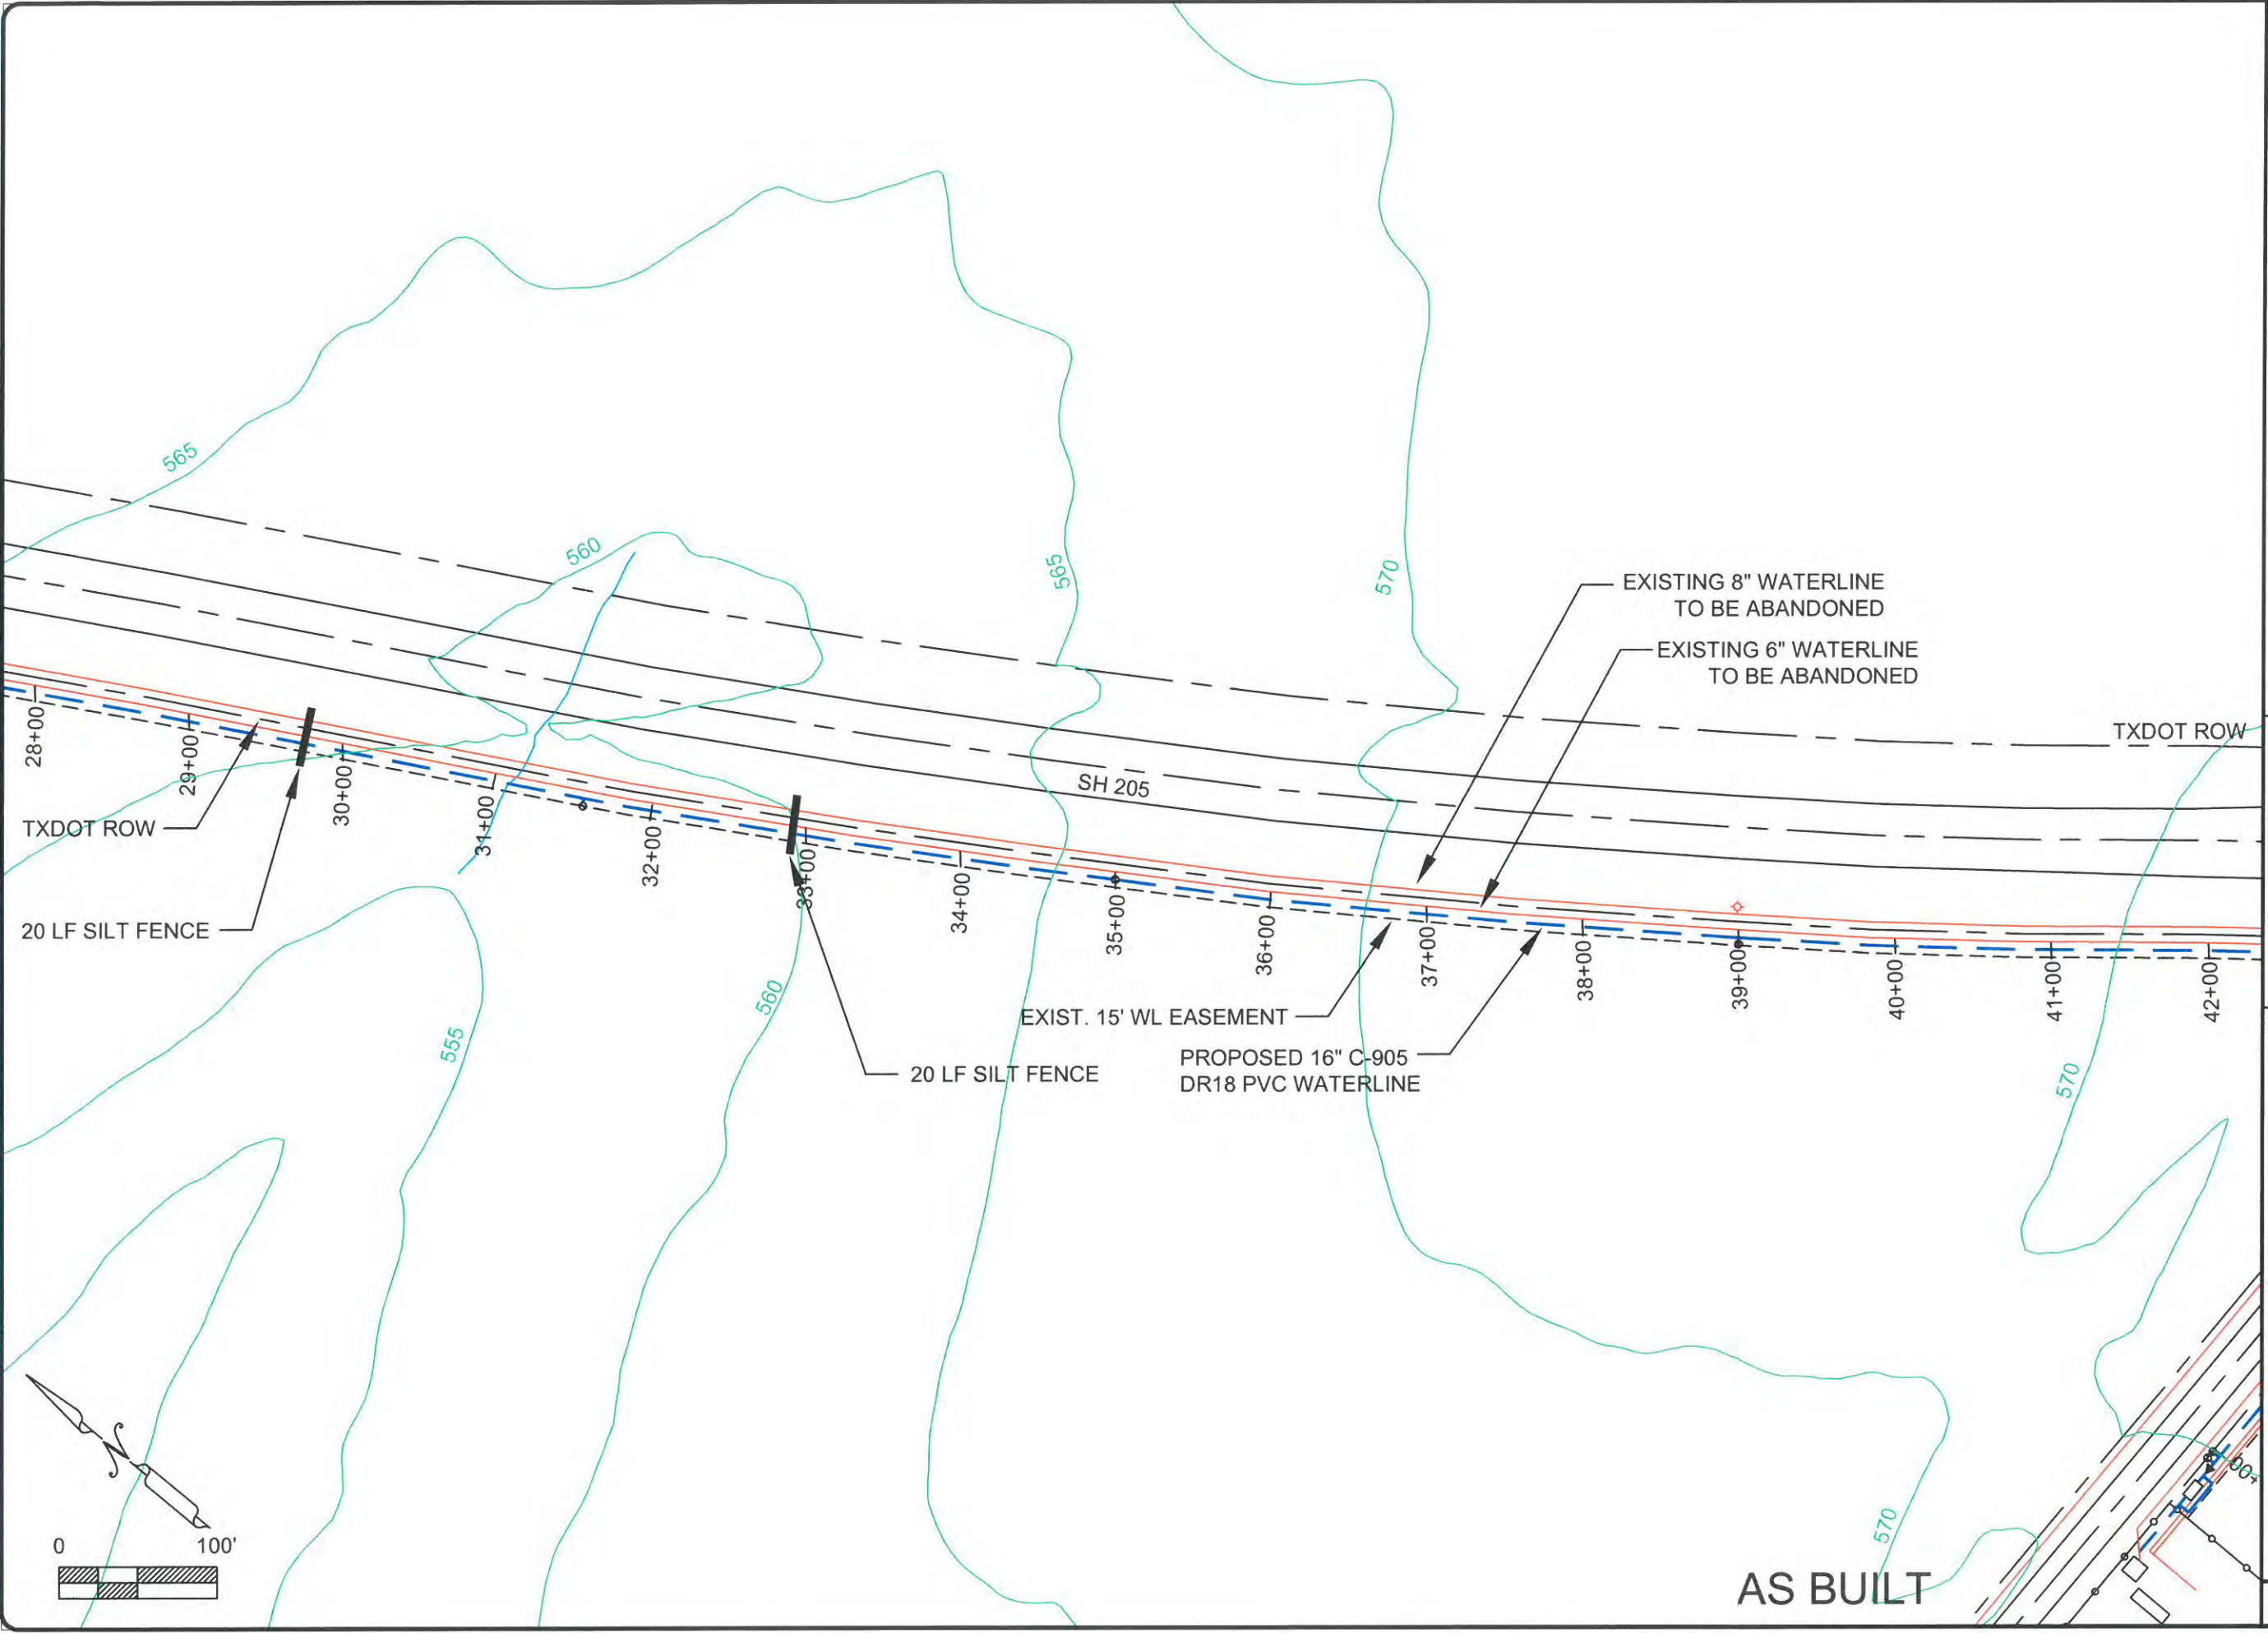 565
560
565
570
EXISTING 8" WATERLINE
TO BE ABANDONED
EXISTING 6" WATERLINE
TO BE ABANDONED
TXDOT ROW
SH 205
28+00
29+00
30+00
31+00
32+00
33+00
34+00
35+00
36+00
37+00
38+00
39+00
40+00
41+00
42+00
TXDOT ROW
20 LF SILT FENCE
560
555
EXIST. 15' WL EASEMENT
20 LF SILT FENCE
PROPOSED 16" C-905
DR18 PVC WATERLINE
570
570
N
0 100'
AS BUILT